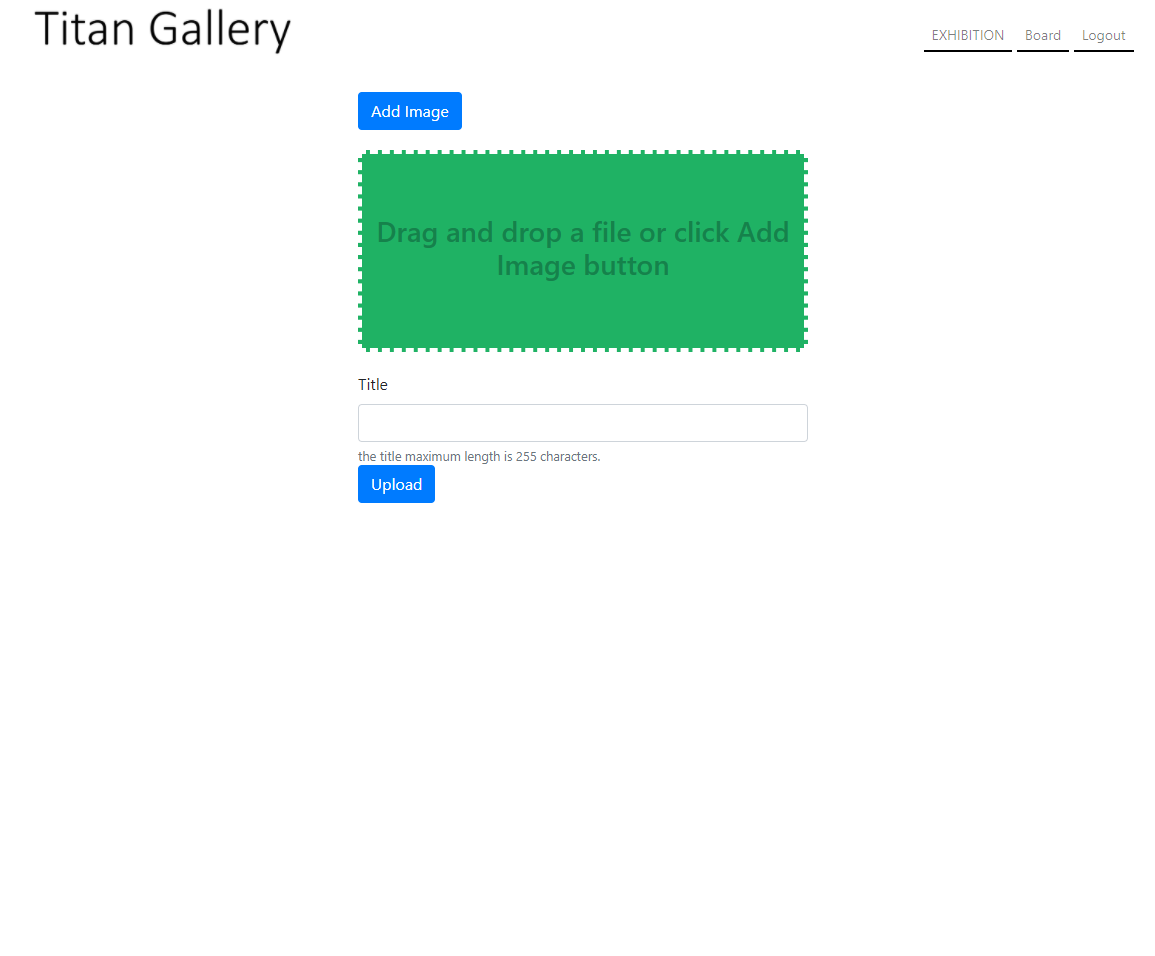 Titan Gallery
EXHIBITION Board Logout
Add Image
Drag and drop a file or click Add
Image button
Title
the title maximum length is 255 characters.
Upload